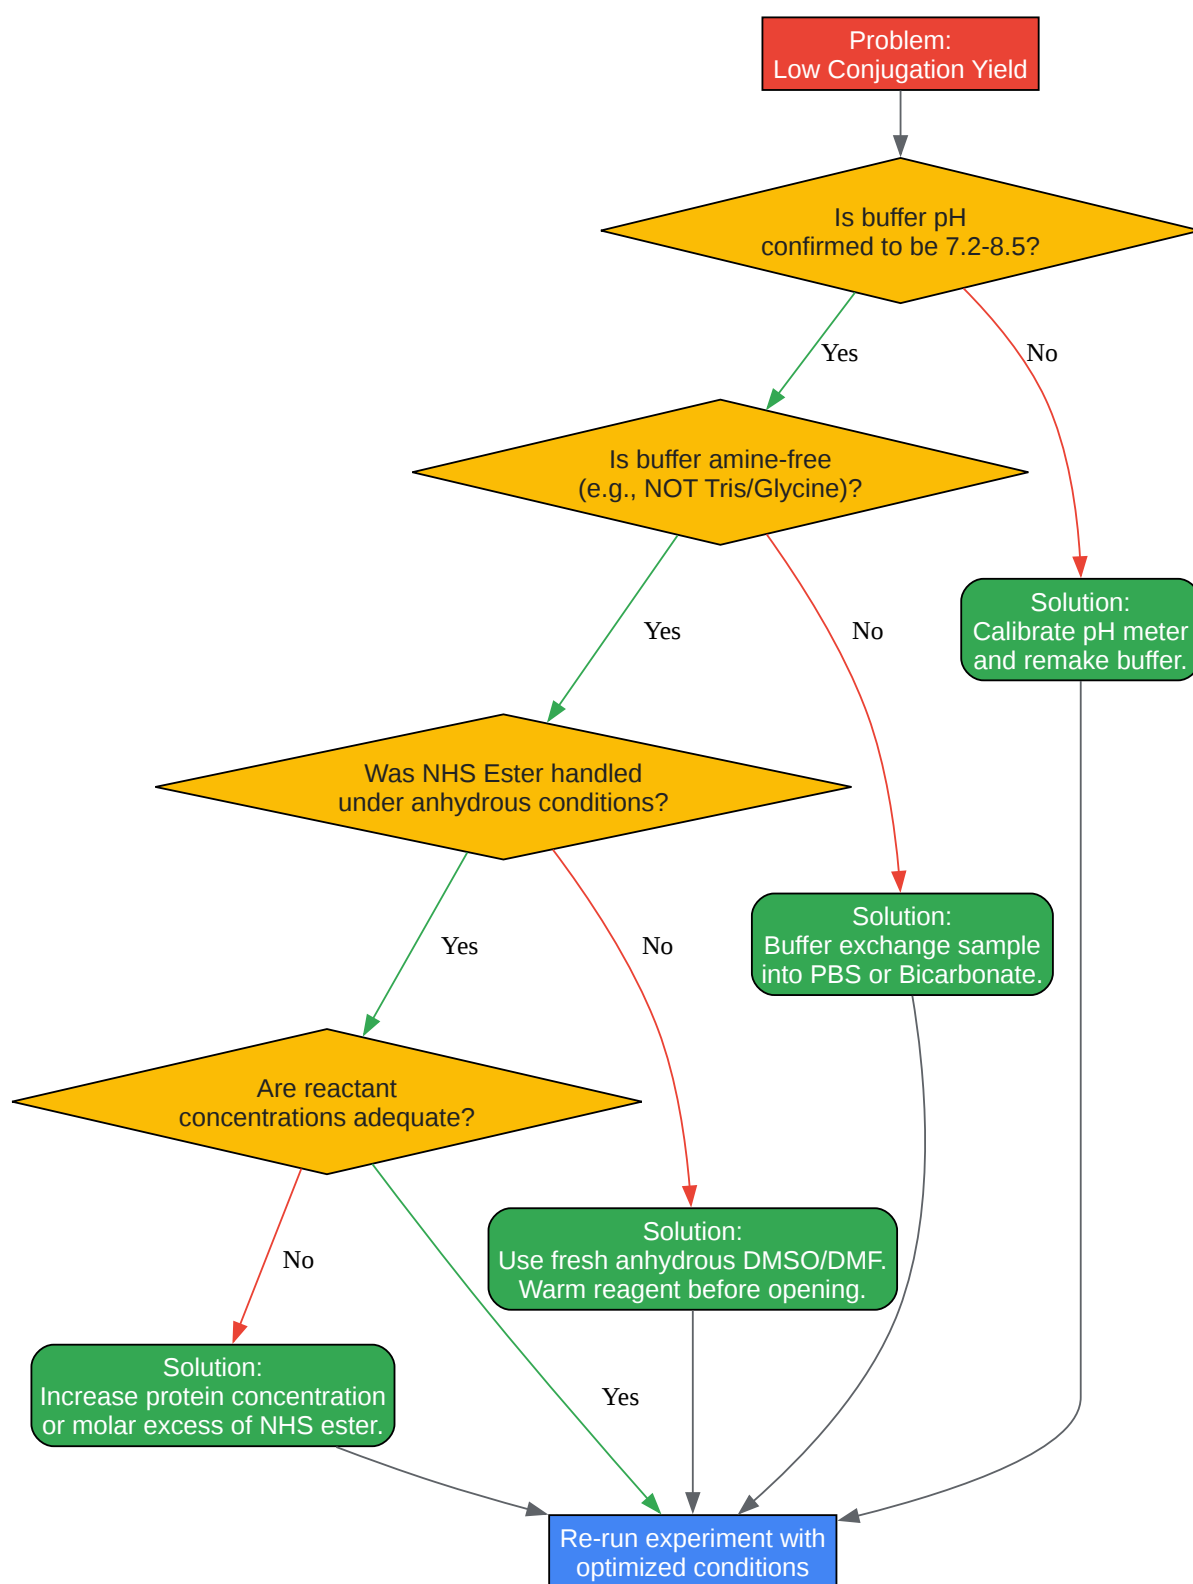 Problem:
Low Conjugation Yield
Is buffer pH
confirmed to be 7.2-8.5?
Yes
No
Is buffer amine-free
(e.g., NOT Tris/Glycine)?
Solution:
Calibrate pH meter
and remake buffer.
Yes
No
Was NHS Ester handled
under anhydrous conditions?
Solution:
Buffer exchange sample
into PBS or Bicarbonate.
Yes
No
Are reactant
concentrations adequate?
Solution:
Use fresh anhydrous DMSO/DMF.
Warm reagent before opening.
No
Yes
Solution:
Increase protein concentration
or molar excess of NHS ester.
Re-run experiment with
optimized conditions